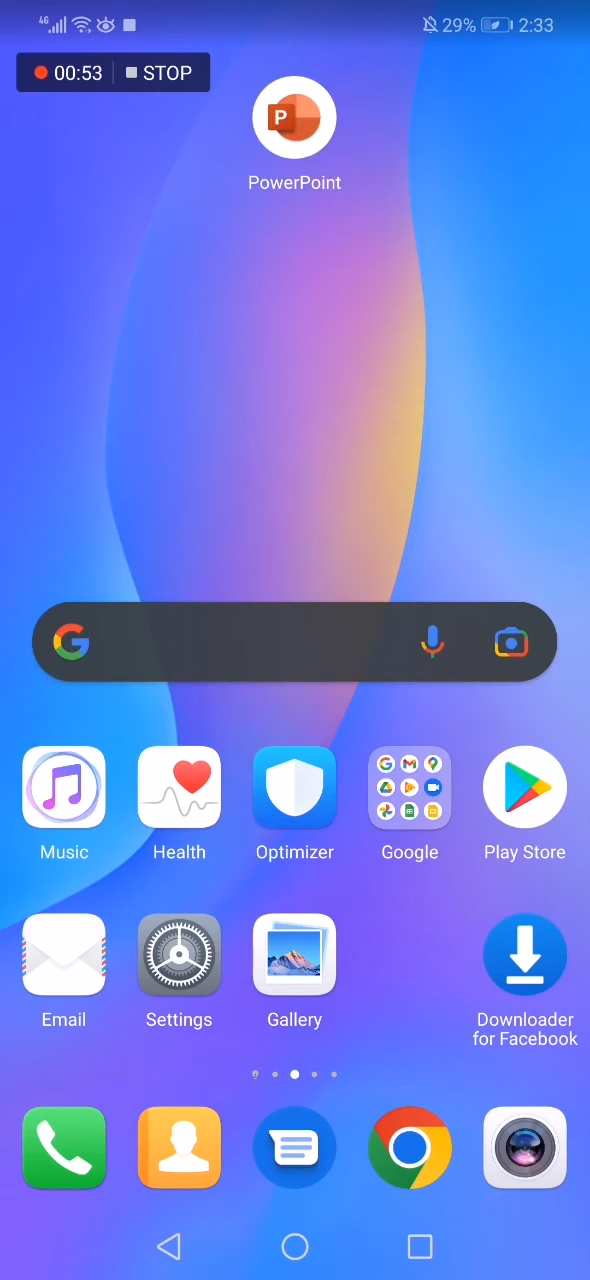 4G 29% 2:33
00:53 STOP
P
PowerPoint
G
Music Health Optimizer Google Play Store
Email Settings Gallery Downloader
for Facebook